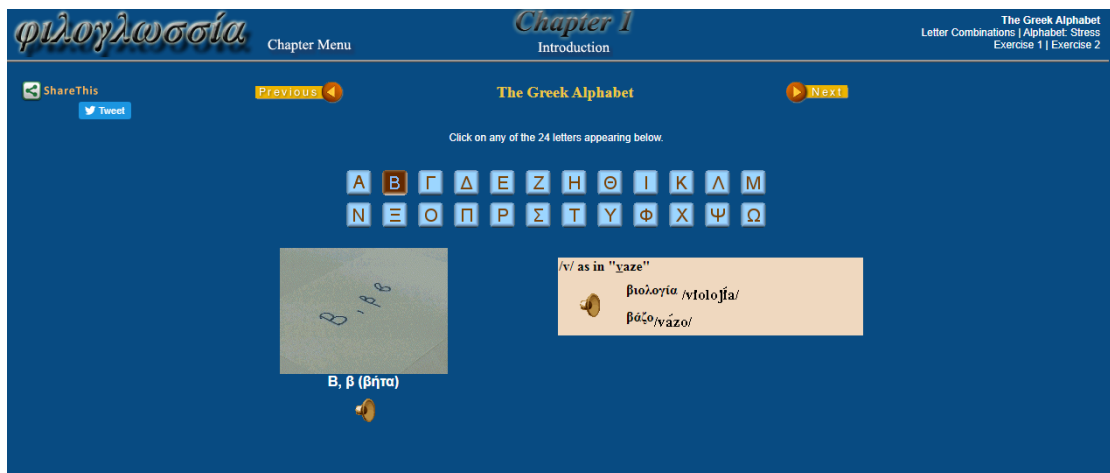 φιλογλωσσία
Chapter Menu
Chapter 1
Introduction
The Greek Alphabet
Letter Combinations | Alphabet: Stress
Exercise 1 | Exercise 2
ShareThis
Tweet
Previous
The Greek Alphabet
Next
Click on any of the 24 letters appearing below.
Α Β Γ Δ Ε Ζ Η Θ Ι Κ Λ Μ
Ν Ξ Ο Π Ρ Σ Τ Υ Φ Χ Ψ Ω
Β, β β
Β, β (βήτα)
/v/ as in "vaze"
βιολογία
βάζο /vázo/